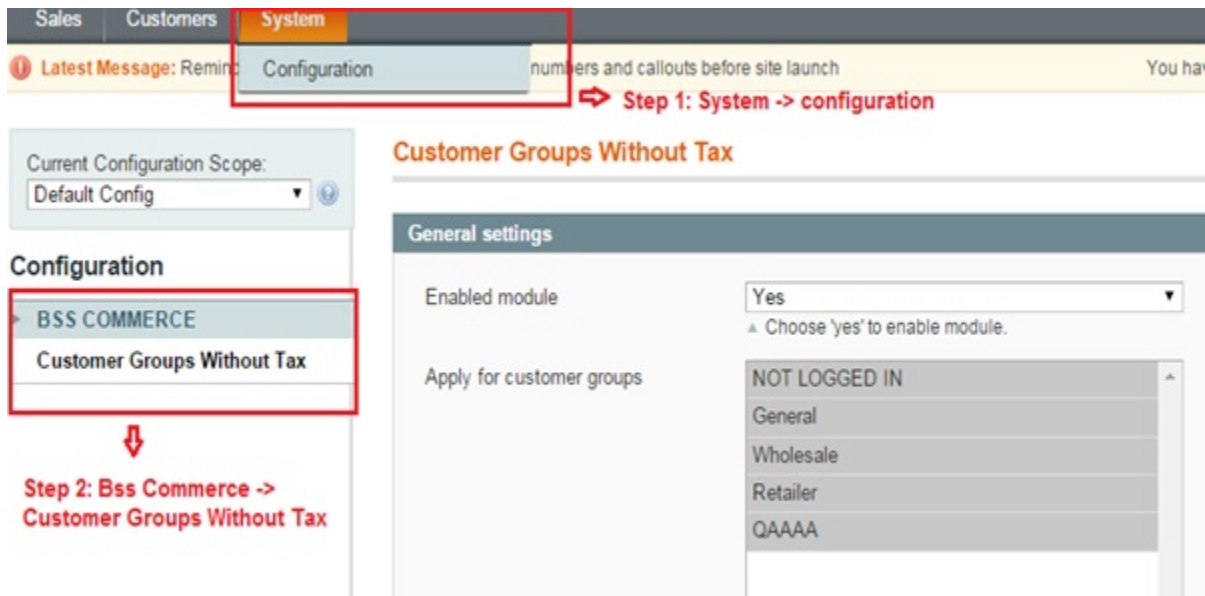 Sales Customers System
Latest Message: Remind Configuration numbers and callouts before site launch You hav
Step 1: System -> configuration
Current Configuration Scope:
Default Config
Customer Groups Without Tax
General settings
Configuration
Enabled module Yes
Choose 'yes' to enable module.
BSS COMMERCE
Customer Groups Without Tax
Apply for customer groups NOT LOGGED IN
General
Wholesale
Retailer
QAAAA
Step 2: Bss Commerce ->
Customer Groups Without Tax